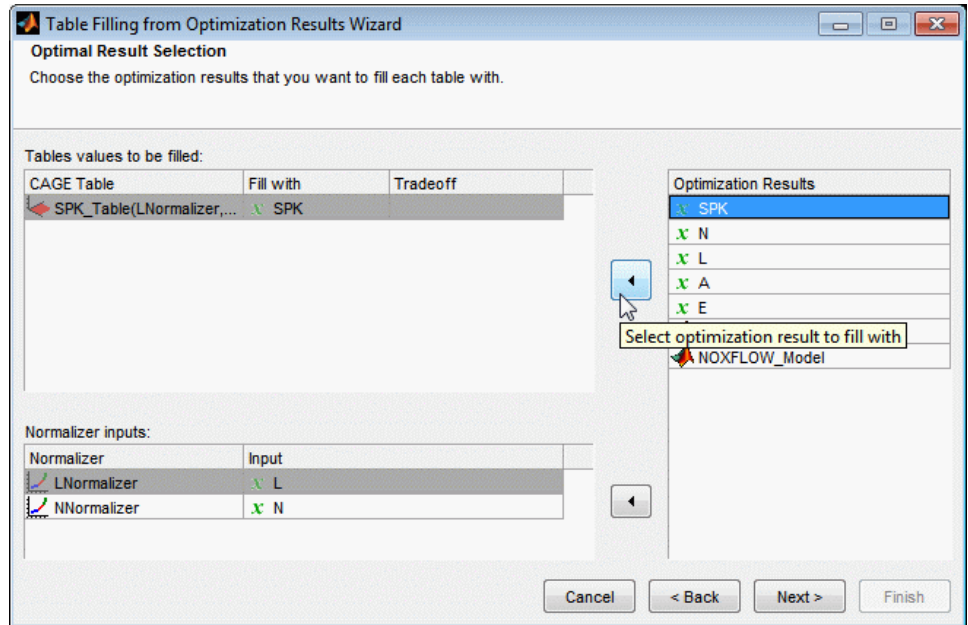 Table Filling from Optimization Results Wizard
Optimal Result Selection
Choose the optimization results that you want to fill each table with.
Tables values to be filled:
CAGE Table Fill with Tradeoff
SPK_Table(LNormalizer,... x SPK
Optimization Results
x SPK
x N
x L
x A
x E
Select optimization result to fill with
NOXFLOW_Model
Normalizer inputs:
Normalizer Input
LNormalizer x L
NNormalizer x N
Cancel < Back Next > Finish